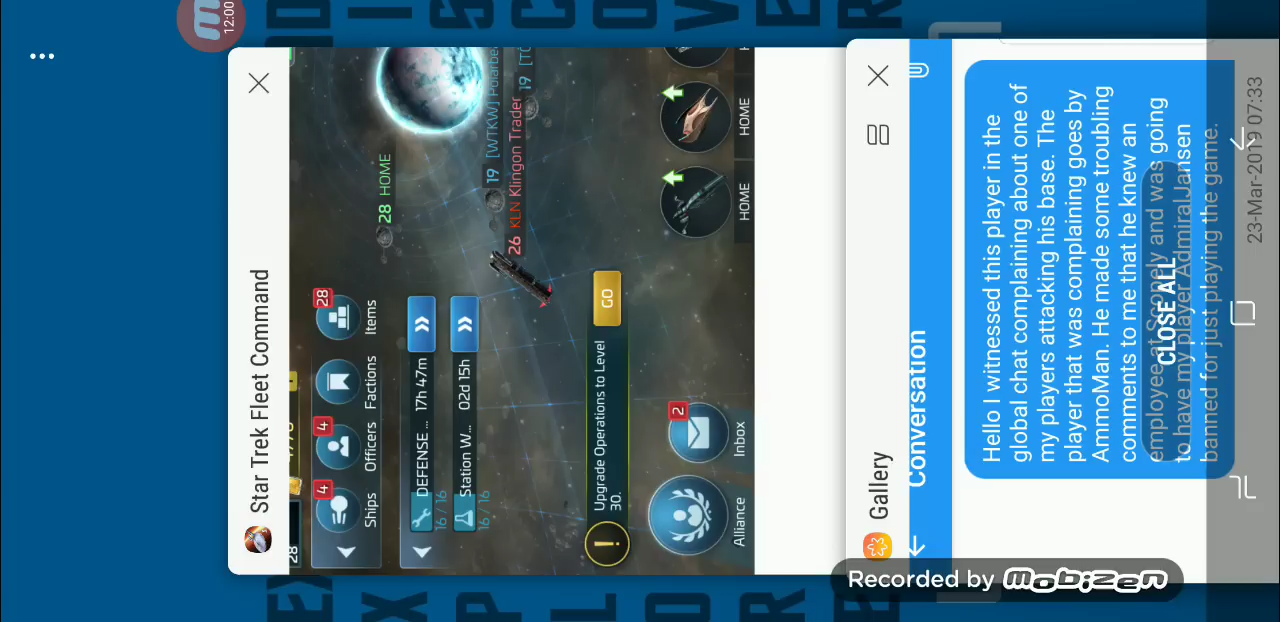 12:00
Star Trek Fleet Command
28
Ships
4
Officers
4
Factions
Items
28
DEFENSE ... 17h 47m
16 / 16
Station W... 02d 15h
16 / 16
28 HOME
19 [WTKW]
26 KLN Klingon Trader
19
Upgrade Operations to Level
30.
GO
Alliance
Inbox
2
HOME
HOME
Gallery
Conversation
Hello I witnessed this player in the
global chat complaining about one of
my players attacking his base. The
player that was complaining goes by
AmmoMan. He made some troubling
comments to me that he knew an
employee at Scopely and was going
to have my player AdmiralJansen
banned for just playing the game.
23-Mar-2019 07:33
CLOSE ALL
Recorded by mobizen